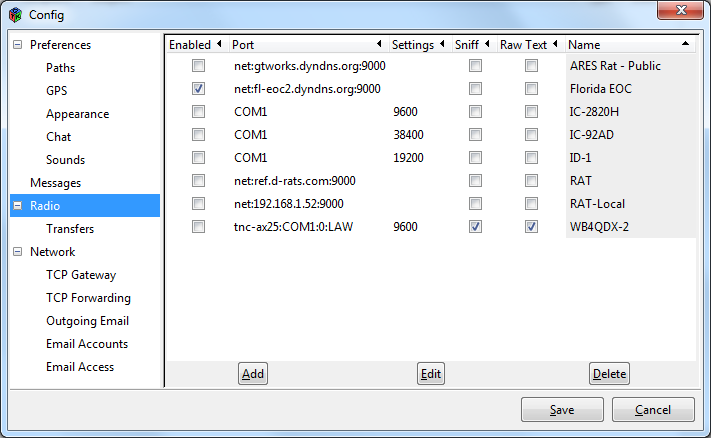 Config
Preferences
Paths
GPS
Appearance
Chat
Sounds
Messages
Radio
Transfers
Network
TCP Gateway
TCP Forwarding
Outgoing Email
Email Accounts
Email Access
Enabled Port Settings Sniff Raw Text Name
net:gtworks.dyndns.org:9000 ARES Rat - Public
net:fl-eoc2.dyndns.org:9000 Florida EOC
COM1 9600 IC-2820H
COM1 38400 IC-92AD
COM1 19200 ID-1
net:ref.d-rats.com:9000 RAT
net:192.168.1.52:9000 RAT-Local
tnc-ax25:COM1:0:LAW 9600 WB4QDX-2
Add Edit Delete
Save Cancel